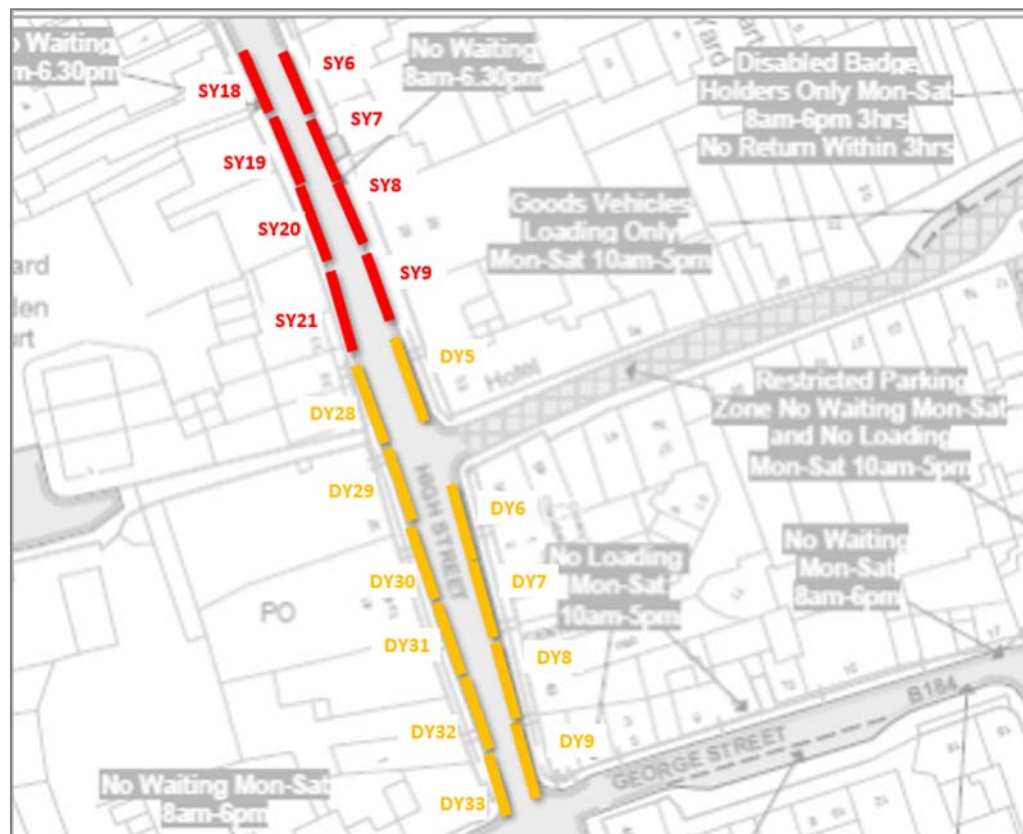 No Waiting
m-6.30pm
No Waiting
8am-6.30pm
Yard
Disabled Badge
Holders Only Mon-Sat
8am-6pm 3hrs
No Return Within 3hrs
SY6
SY18
SY7
SY19
SY8
Goods Vehicles
Loading Only
Mon-Sat 10am-5pm
SY20
SY9
SY21
DY5
Hotel
Restricted Parking
Zone No Waiting Mon-Sat
and No Loading
Mon-Sat 10am-5pm
DY28
DY29
HIGH STREET
DY6
No Waiting
Mon-Sat
8am-6pm
No Loading
Mon-Sat
10am-5pm
DY30
DY7
PO
DY31
DY8
B184
DY32
DY9
GEORGE STREET
No Waiting Mon-Sat
8am-6pm
DY33